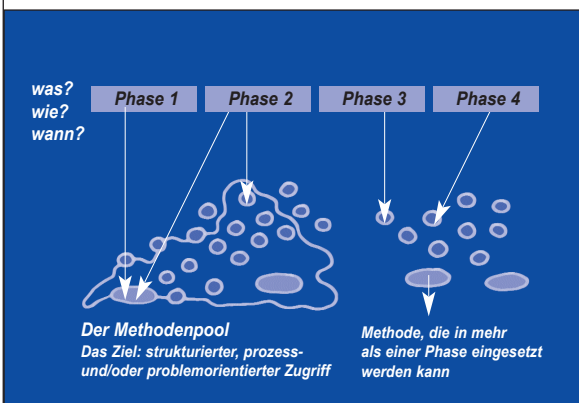 was?
wie?
wann?
Phase 1
Phase 2
Phase 3
Phase 4
Der Methodenpool
Das Ziel: strukturierter, prozess-
und/oder problemorientierter Zugriff
Methode, die in mehr
als einer Phase eingesetzt
werden kann